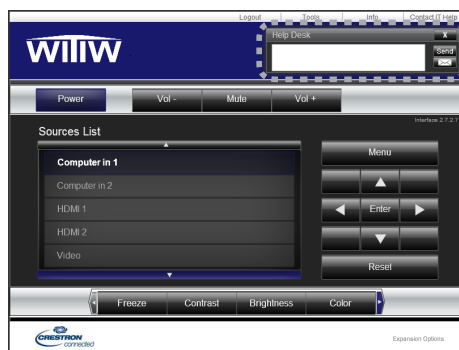 Logout Tools Info Contact IT Help
Help Desk X
Send
WITIW
Power Vol - Mute Vol +
Interface 2.7.2.7
Sources List
Computer in 1
Computer in 2
HDMI 1
HDMI 2
Video
Menu
Enter
Reset
Freeze Contrast Brightness Color
CRESTRON
connected
Expansion Options